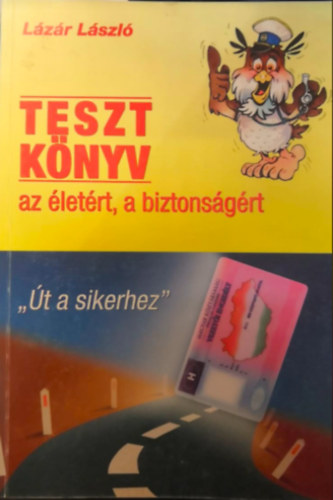 Lázár László
TESZT
KÖNYV
az életért, a biztonságért
„Út a sikerhez”
H